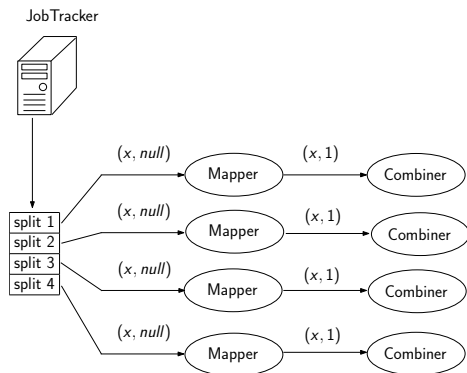 JobTracker
(x, null)
(x, 1)
Mapper
Combiner
split 1
(x, null)
(x, 1)
split 2
Mapper
Combiner
split 3
(x, null)
(x, 1)
split 4
Mapper
Combiner
(x, null)
(x, 1)
Mapper
Combiner